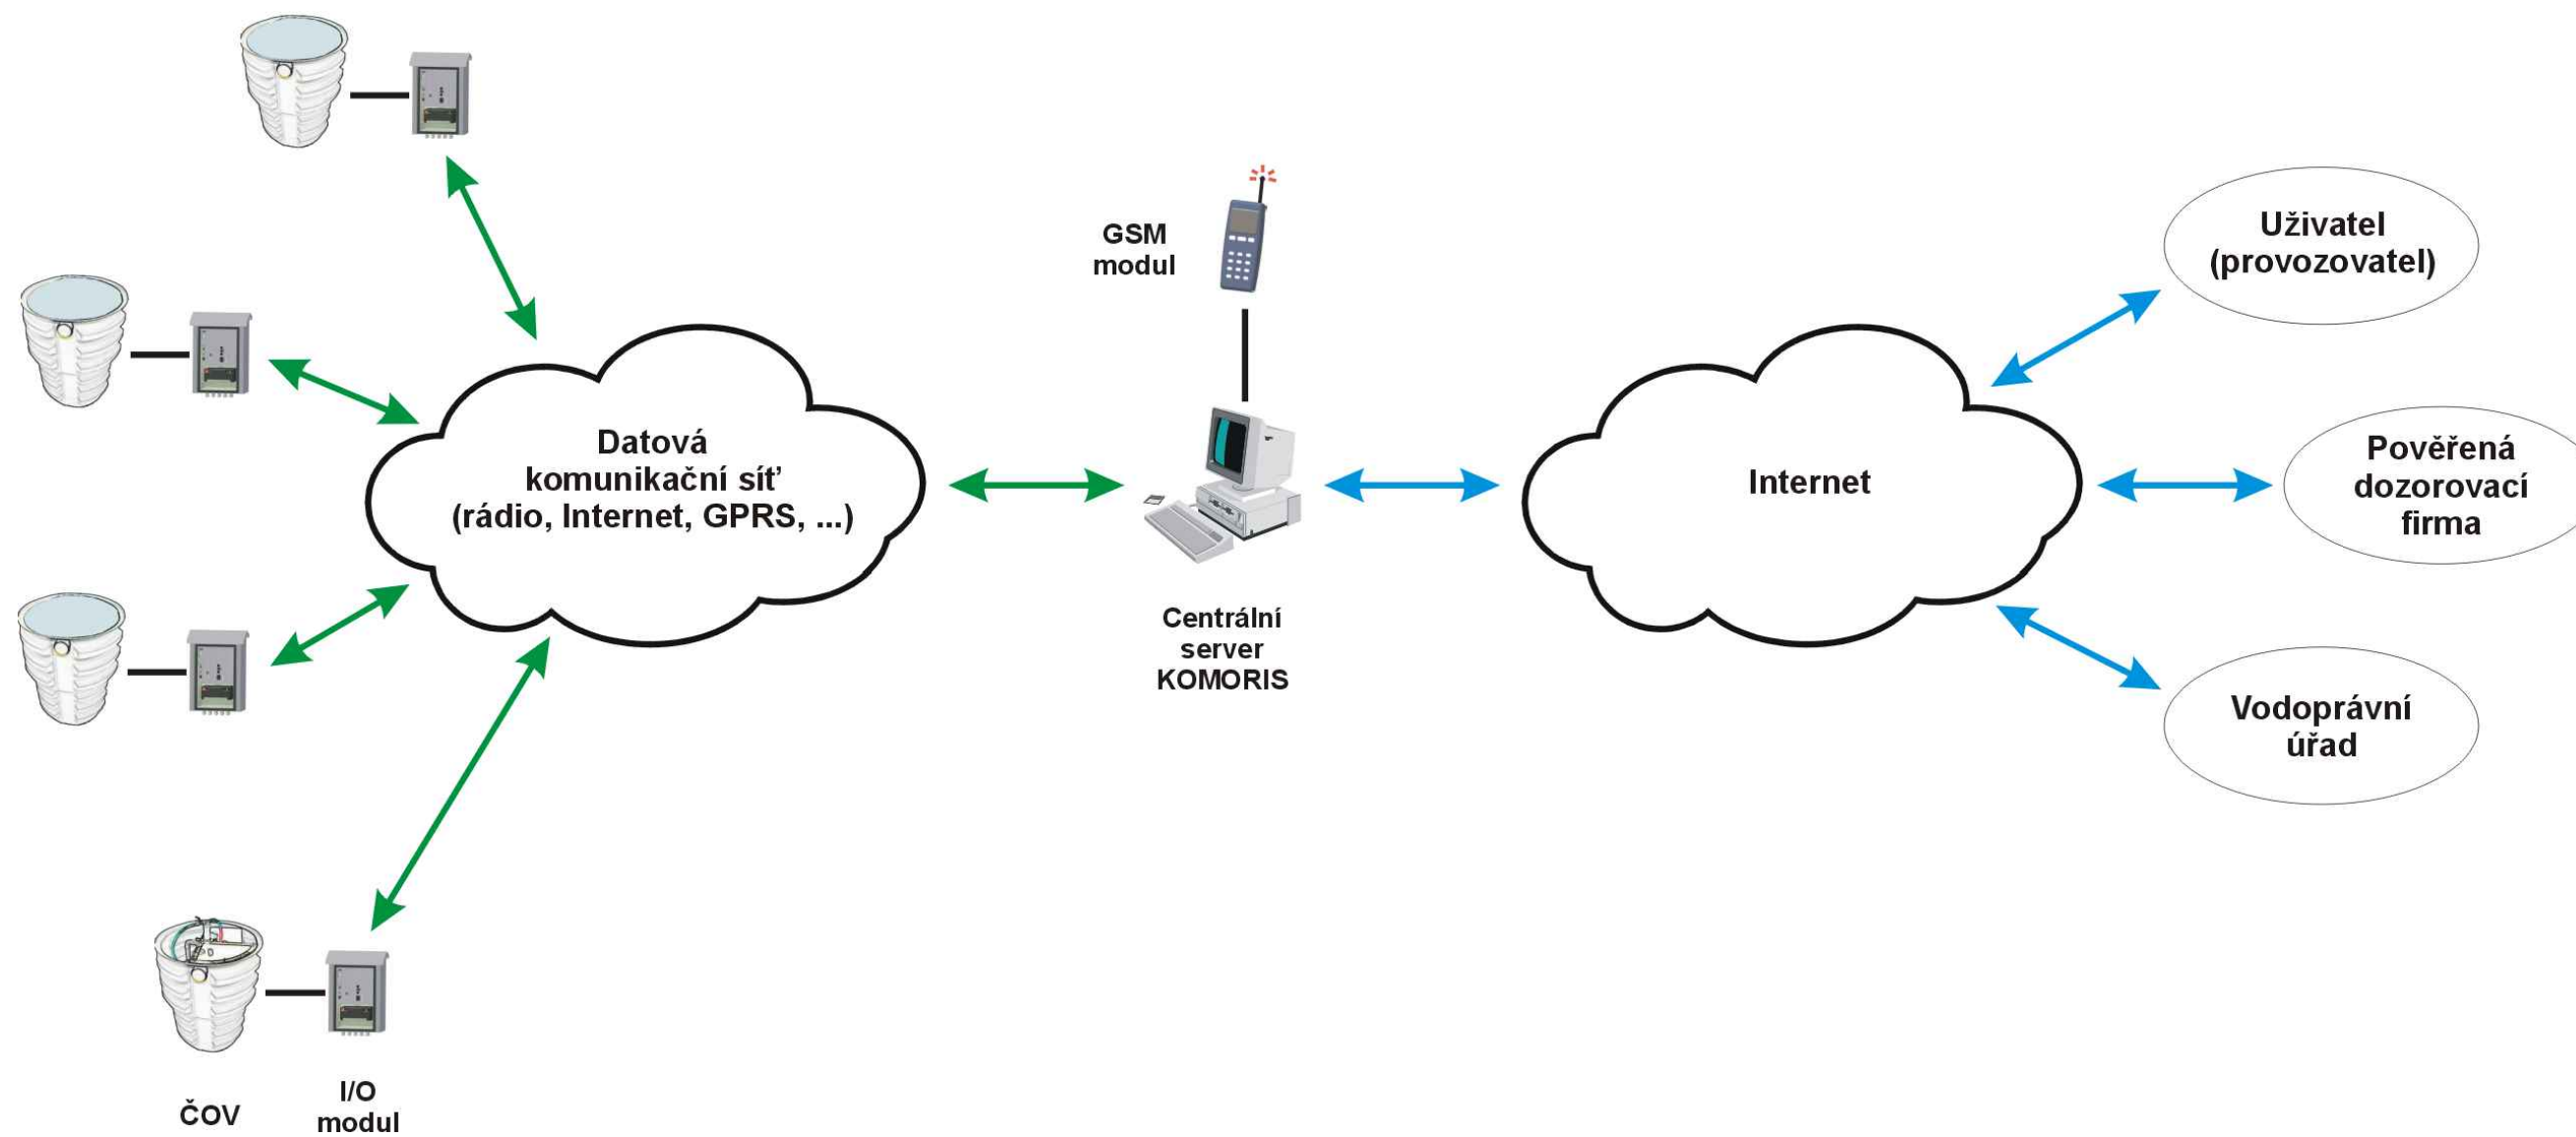 GSM
modul
Uživatel
(provozovatel)
Datová
komunikační síť
(rádio, Internet, GPRS, ...)
Internet
Pověřená
dozorovací
firma
Centrální
server
KOMORIS
Vodoprávní
úřad
ČOV
I/O
modul